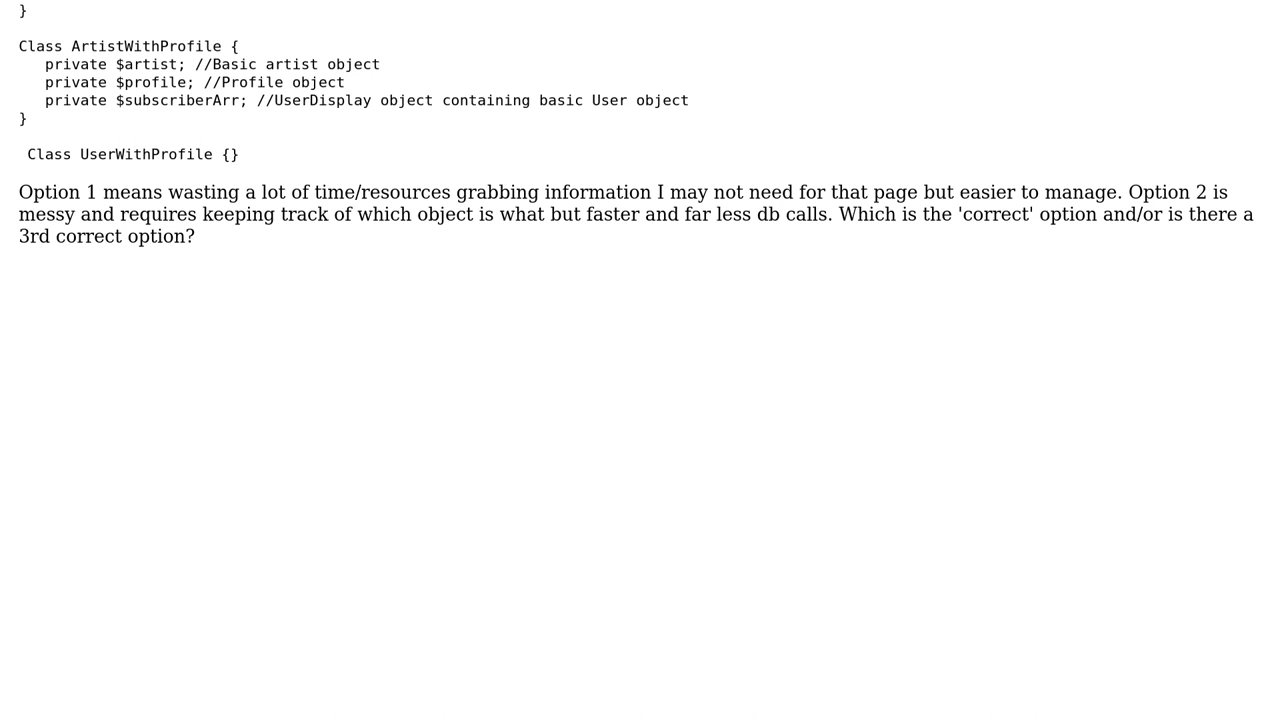 }
Class ArtistWithProfile {
private $artist; //Basic artist object
private $profile; //Profile object
private $subscriberArr; //UserDisplay object containing basic User object
}
Class UserWithProfile {}
Option 1 means wasting a lot of time/resources grabbing information I may not need for that page but easier to manage. Option 2 is
messy and requires keeping track of which object is what but faster and far less db calls. Which is the 'correct' option and/or is there a
3rd correct option?